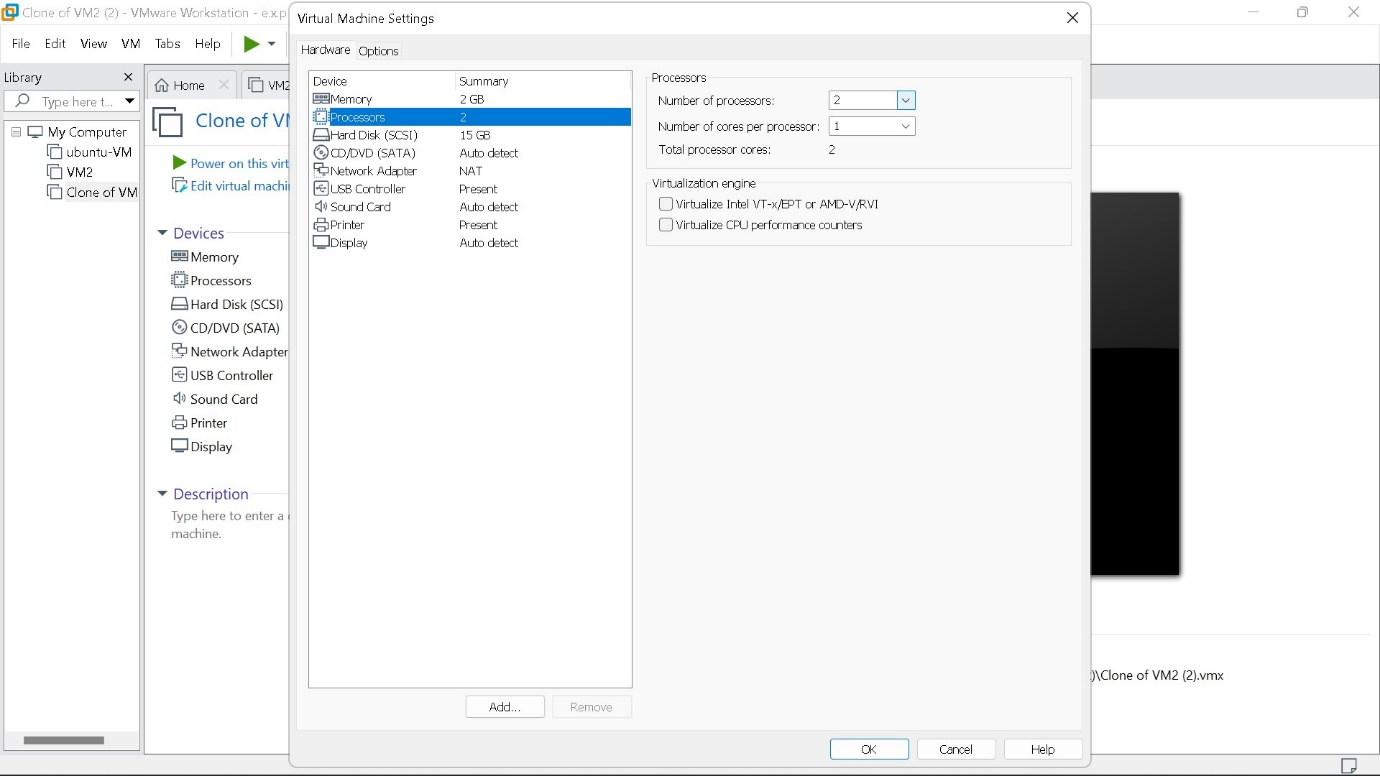 Clone of VM2 (2) - VMware Workstation - e.x.p
Virtual Machine Settings
File Edit View VM Tabs Help
Hardware Options
Library
Type here t...
Home
VM2
My Computer
ubuntu-VM
VM2
Clone of VM
Clone of VM
Power on this virt
Edit virtual machi
Devices
Memory
Processors
Hard Disk (SCSI)
CD/DVD (SATA)
Network Adapter
USB Controller
Sound Card
Printer
Display
Description
Type here to enter a
machine.
Device Summary
Memory 2 GB
Processors 2
Hard Disk (SCSI) 15 GB
CD/DVD (SATA) Auto detect
Network Adapter NAT
USB Controller Present
Sound Card Auto detect
Printer Present
Display Auto detect
Add... Remove
Processors
Number of processors: 2
Number of cores per processor: 1
Total processor cores: 2
Virtualization engine
Virtualize Intel VT-x/EPT or AMD-V/RVI
Virtualize CPU performance counters
OK Cancel Help
)\Clone of VM2 (2).vmx